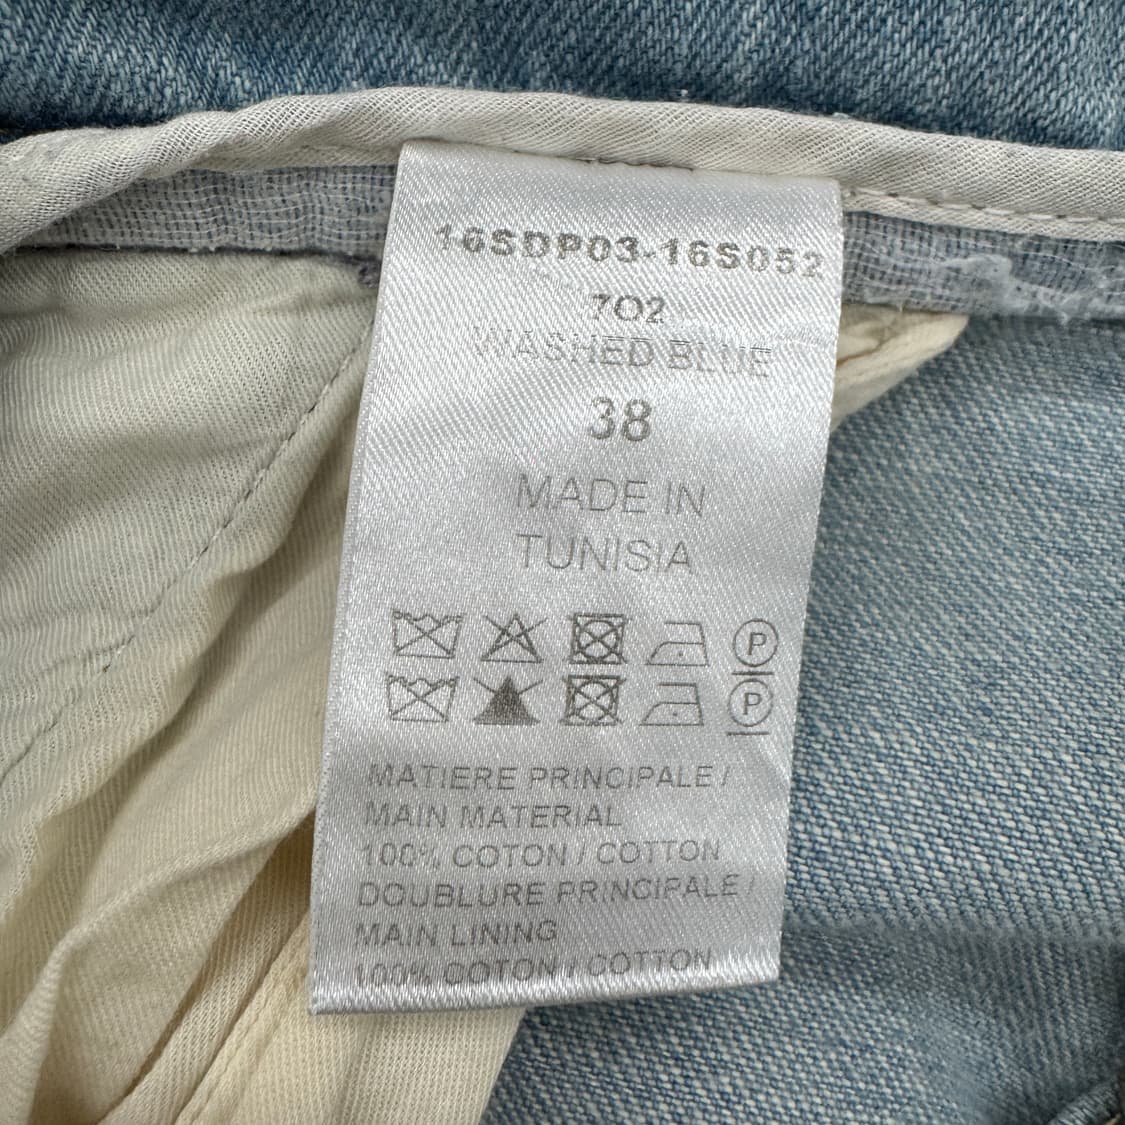 16SDP03-16S052
7O2
WASHED BLUE
38
MADE IN
TUNISIA
P
P
MATIERE PRINCIPALE /
MAIN MATERIAL
100% COTON / COTTON
DOUBLURE PRINCIPALE /
MAIN LINING
100% COTON / COTTON